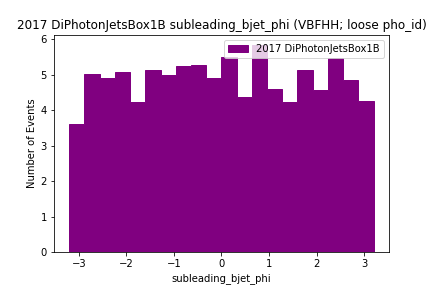 2017 DiPhotonJetsBox1B subleading_bjet_phi (VBFHH; loose pho_id)
2017 DiPhotonJetsBox1B
Number of Events
6
5
4
3
2
1
0
−3 −2 −1 0 1 2 3
subleading_bjet_phi